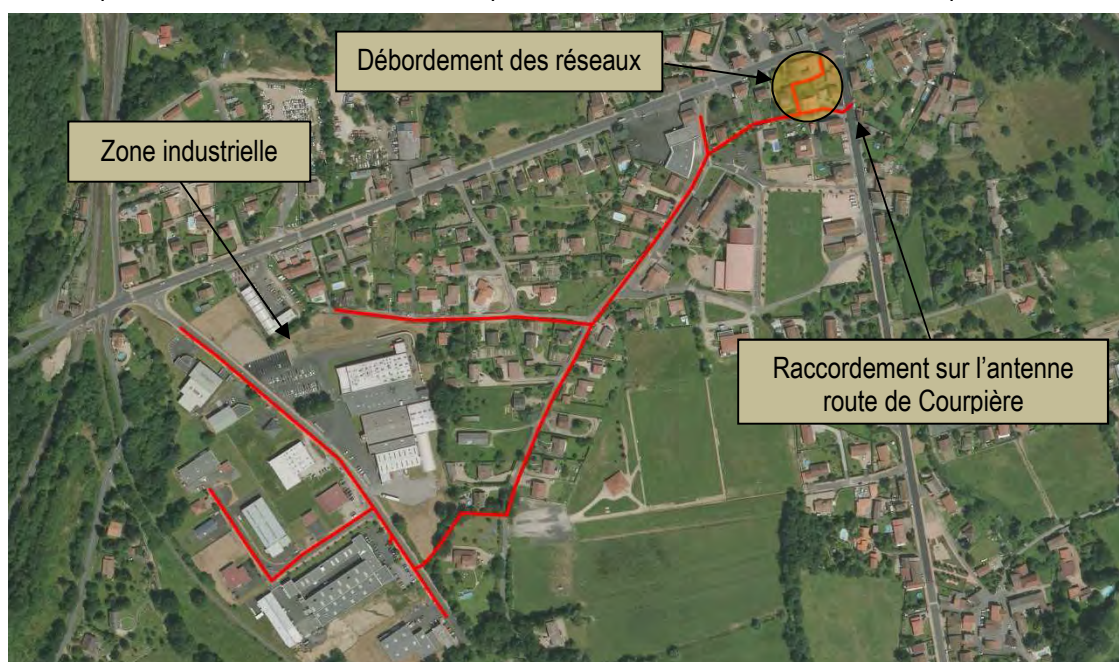 Débordement des réseaux
Zone industrielle
Raccordement sur l’antenne
route de Courpière